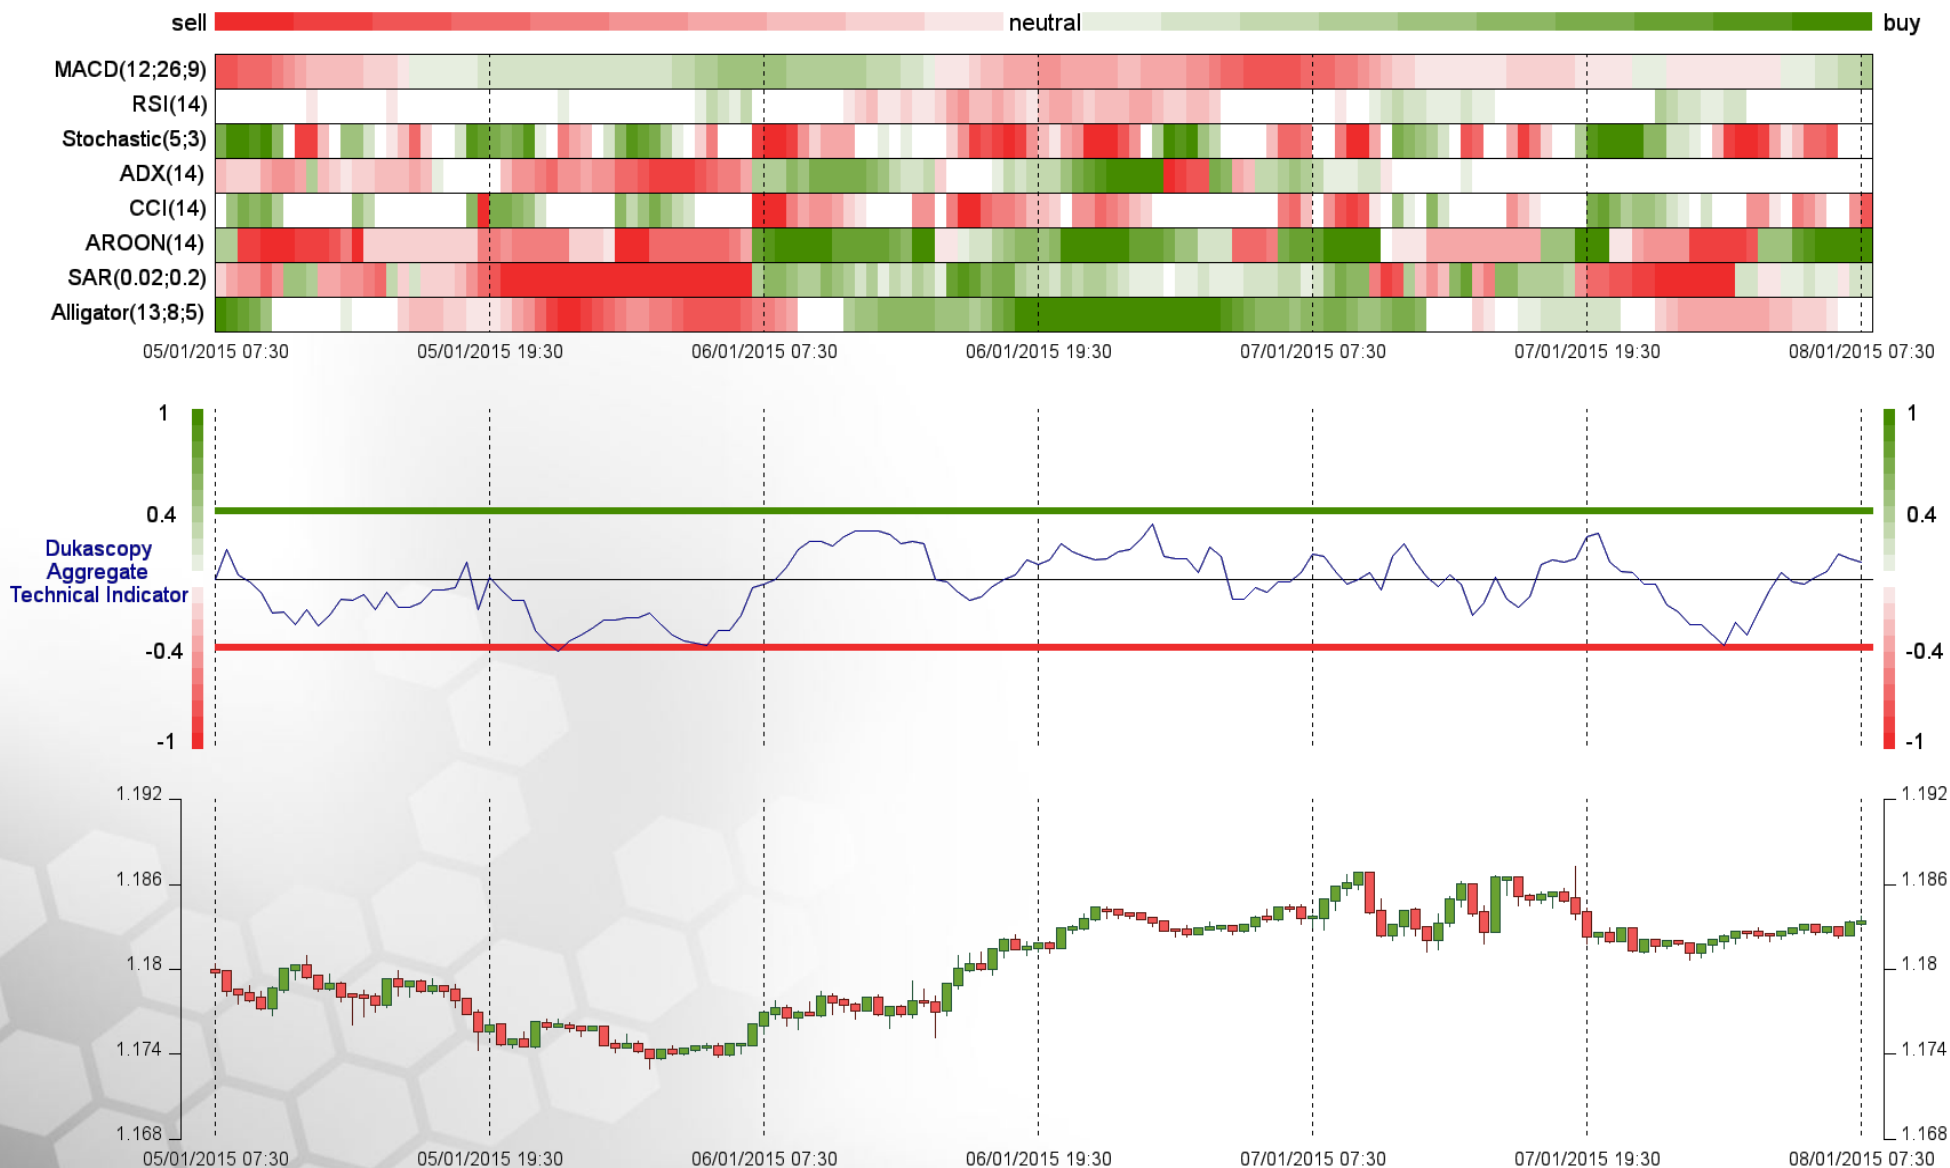 sell neutral buy
MACD(12;26;9)
RSI(14)
Stochastic(5;3)
ADX(14)
CCI(14)
AROON(14)
SAR(0.02;0.2)
Alligator(13;8;5)
05/01/2015 07:30 05/01/2015 19:30 06/01/2015 07:30 06/01/2015 19:30 07/01/2015 07:30 07/01/2015 19:30 08/01/2015 07:30
1 1
0.4 0.4
Dukascopy
Aggregate
Technical Indicator
-0.4 -0.4
-1 -1
1.192 1.192
1.186 1.186
1.18 1.18
1.174 1.174
1.168 1.168
05/01/2015 07:30 05/01/2015 19:30 06/01/2015 07:30 06/01/2015 19:30 07/01/2015 07:30 07/01/2015 19:30 08/01/2015 07:30